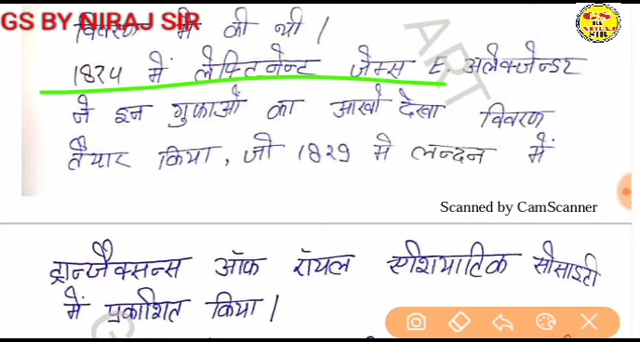 GS BY NIRAJ SIR
विवरण में की थी |
1824 में लेफ्टिनेन्ट जेम्स E अलेक्जेन्डर
ने इन गुफाओं का आखों देखा विवरण
तैयार किया, जो 1829 मे लन्दन में
Scanned by CamScanner
ट्रान्जैक्सन्स ऑफ रॉयल एशियाटिक सोसाइटी
में प्रकाशित किया |